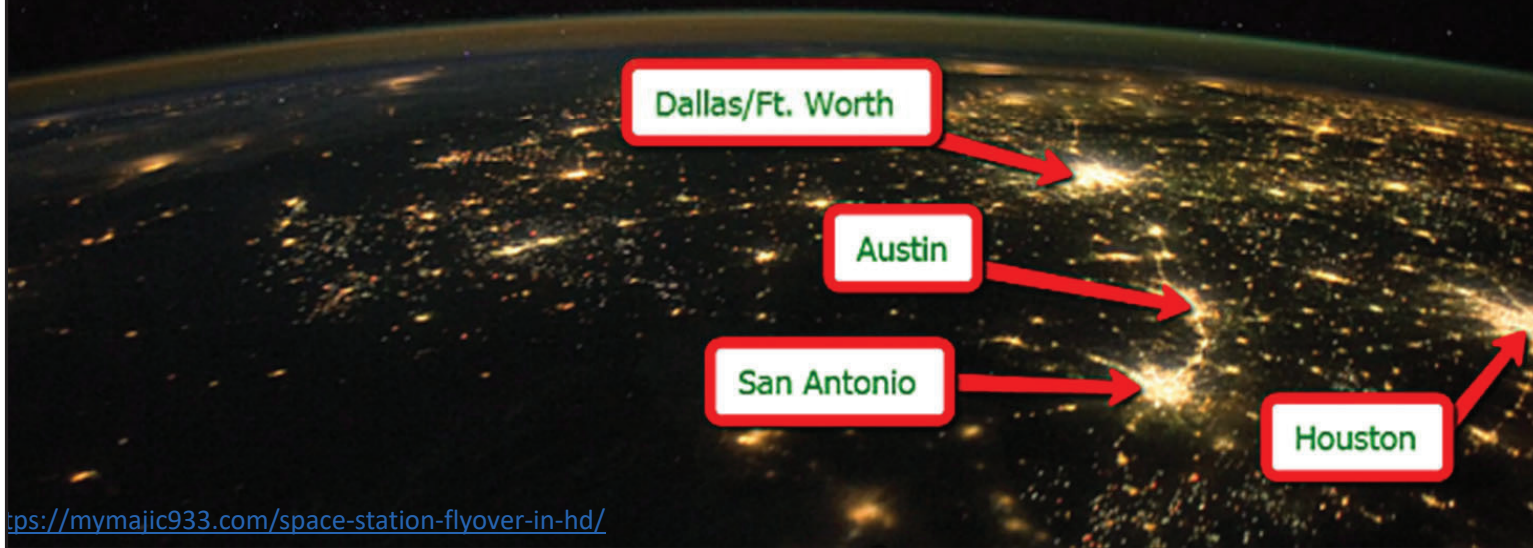 Dallas/Ft. Worth
Austin
San Antonio
Houston
tps://mymajic933.com/space-station-flyover-in-hd/